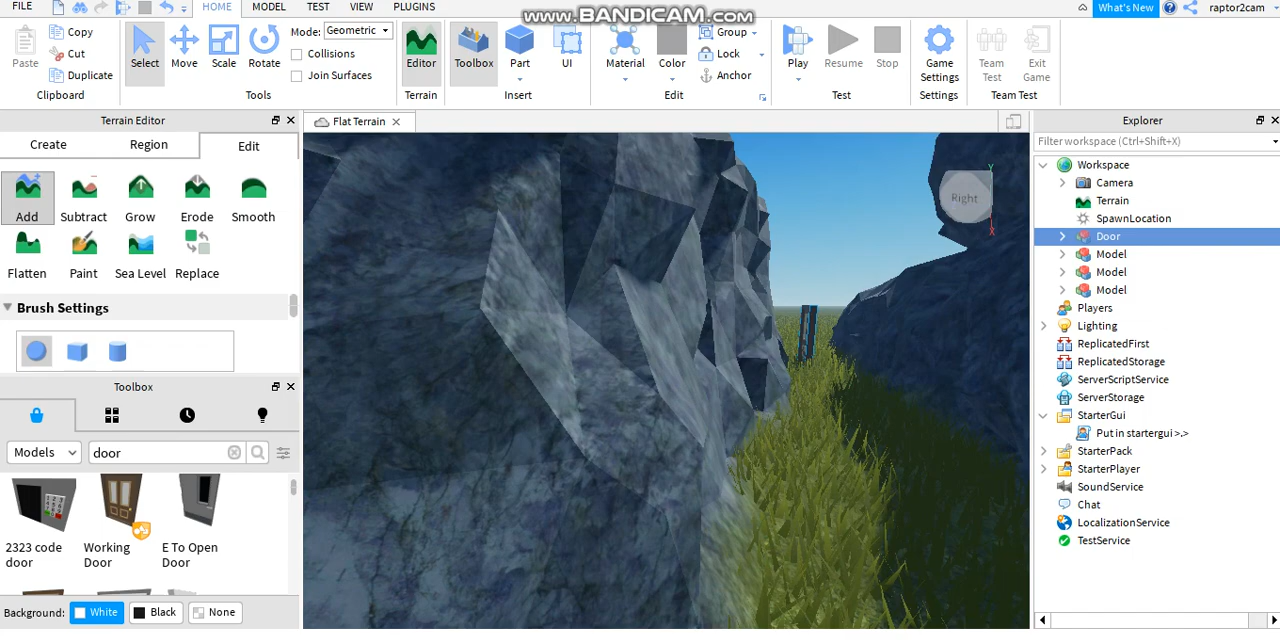 FILE
HOME
MODEL
TEST
VIEW
PLUGINS
www.BANDICAM.com
What's New
raptor2cam
Paste
Copy
Cut
Duplicate
Clipboard
Select
Move
Scale
Rotate
Mode: Geometric
Collisions
Join Surfaces
Tools
Editor
Terrain
Toolbox
Part
UI
Insert
Material
Color
Group
Lock
Anchor
Edit
Play
Resume
Stop
Test
Game
Settings
Settings
Team
Test
Exit
Game
Team Test
Terrain Editor
Create
Region
Edit
Add
Subtract
Grow
Erode
Smooth
Flatten
Paint
Sea Level
Replace
Brush Settings
Toolbox
Models
door
2323 code
door
Working
Door
E To Open
Door
Background:
White
Black
None
Flat Terrain
Y
Right
X
Explorer
Filter workspace (Ctrl+Shift+X)
Workspace
Camera
Terrain
SpawnLocation
Door
Model
Model
Model
Players
Lighting
ReplicatedFirst
ReplicatedStorage
ServerScriptService
ServerStorage
StarterGui
Put in startergui >.>
StarterPack
StarterPlayer
SoundService
Chat
LocalizationService
TestService